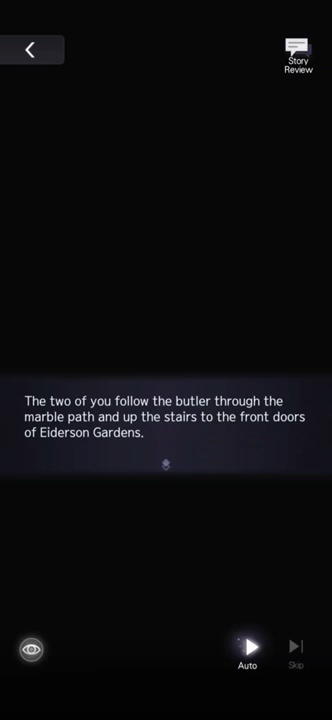 Story
Review
The two of you follow the butler through the
marble path and up the stairs to the front doors
of Eiderson Gardens.
Auto
Skip